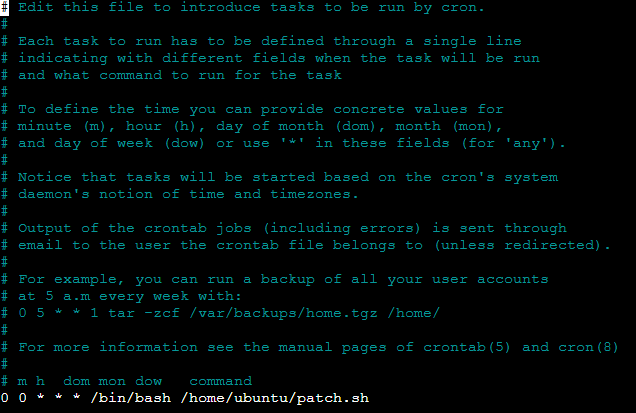 # Edit this file to introduce tasks to be run by cron.
#
# Each task to run has to be defined through a single line
# indicating with different fields when the task will be run
# and what command to run for the task
#
# To define the time you can provide concrete values for
# minute (m), hour (h), day of month (dom), month (mon),
# and day of week (dow) or use '*' in these fields (for 'any').
#
# Notice that tasks will be started based on the cron's system
# daemon's notion of time and timezones.
#
# Output of the crontab jobs (including errors) is sent through
# email to the user the crontab file belongs to (unless redirected).
#
# For example, you can run a backup of all your user accounts
# at 5 a.m every week with:
# 0 5 * * 1 tar -zcf /var/backups/home.tgz /home/
#
# For more information see the manual pages of crontab(5) and cron(8)
#
# m h  dom mon dow   command
0 0 * * * /bin/bash /home/ubuntu/patch.sh